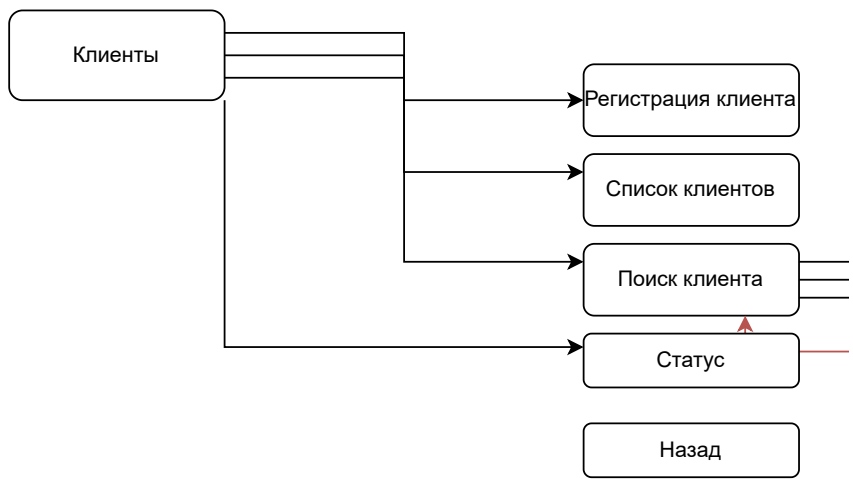 Клиенты
Регистрация клиента
Список клиентов
Поиск клиента
Статус
Назад